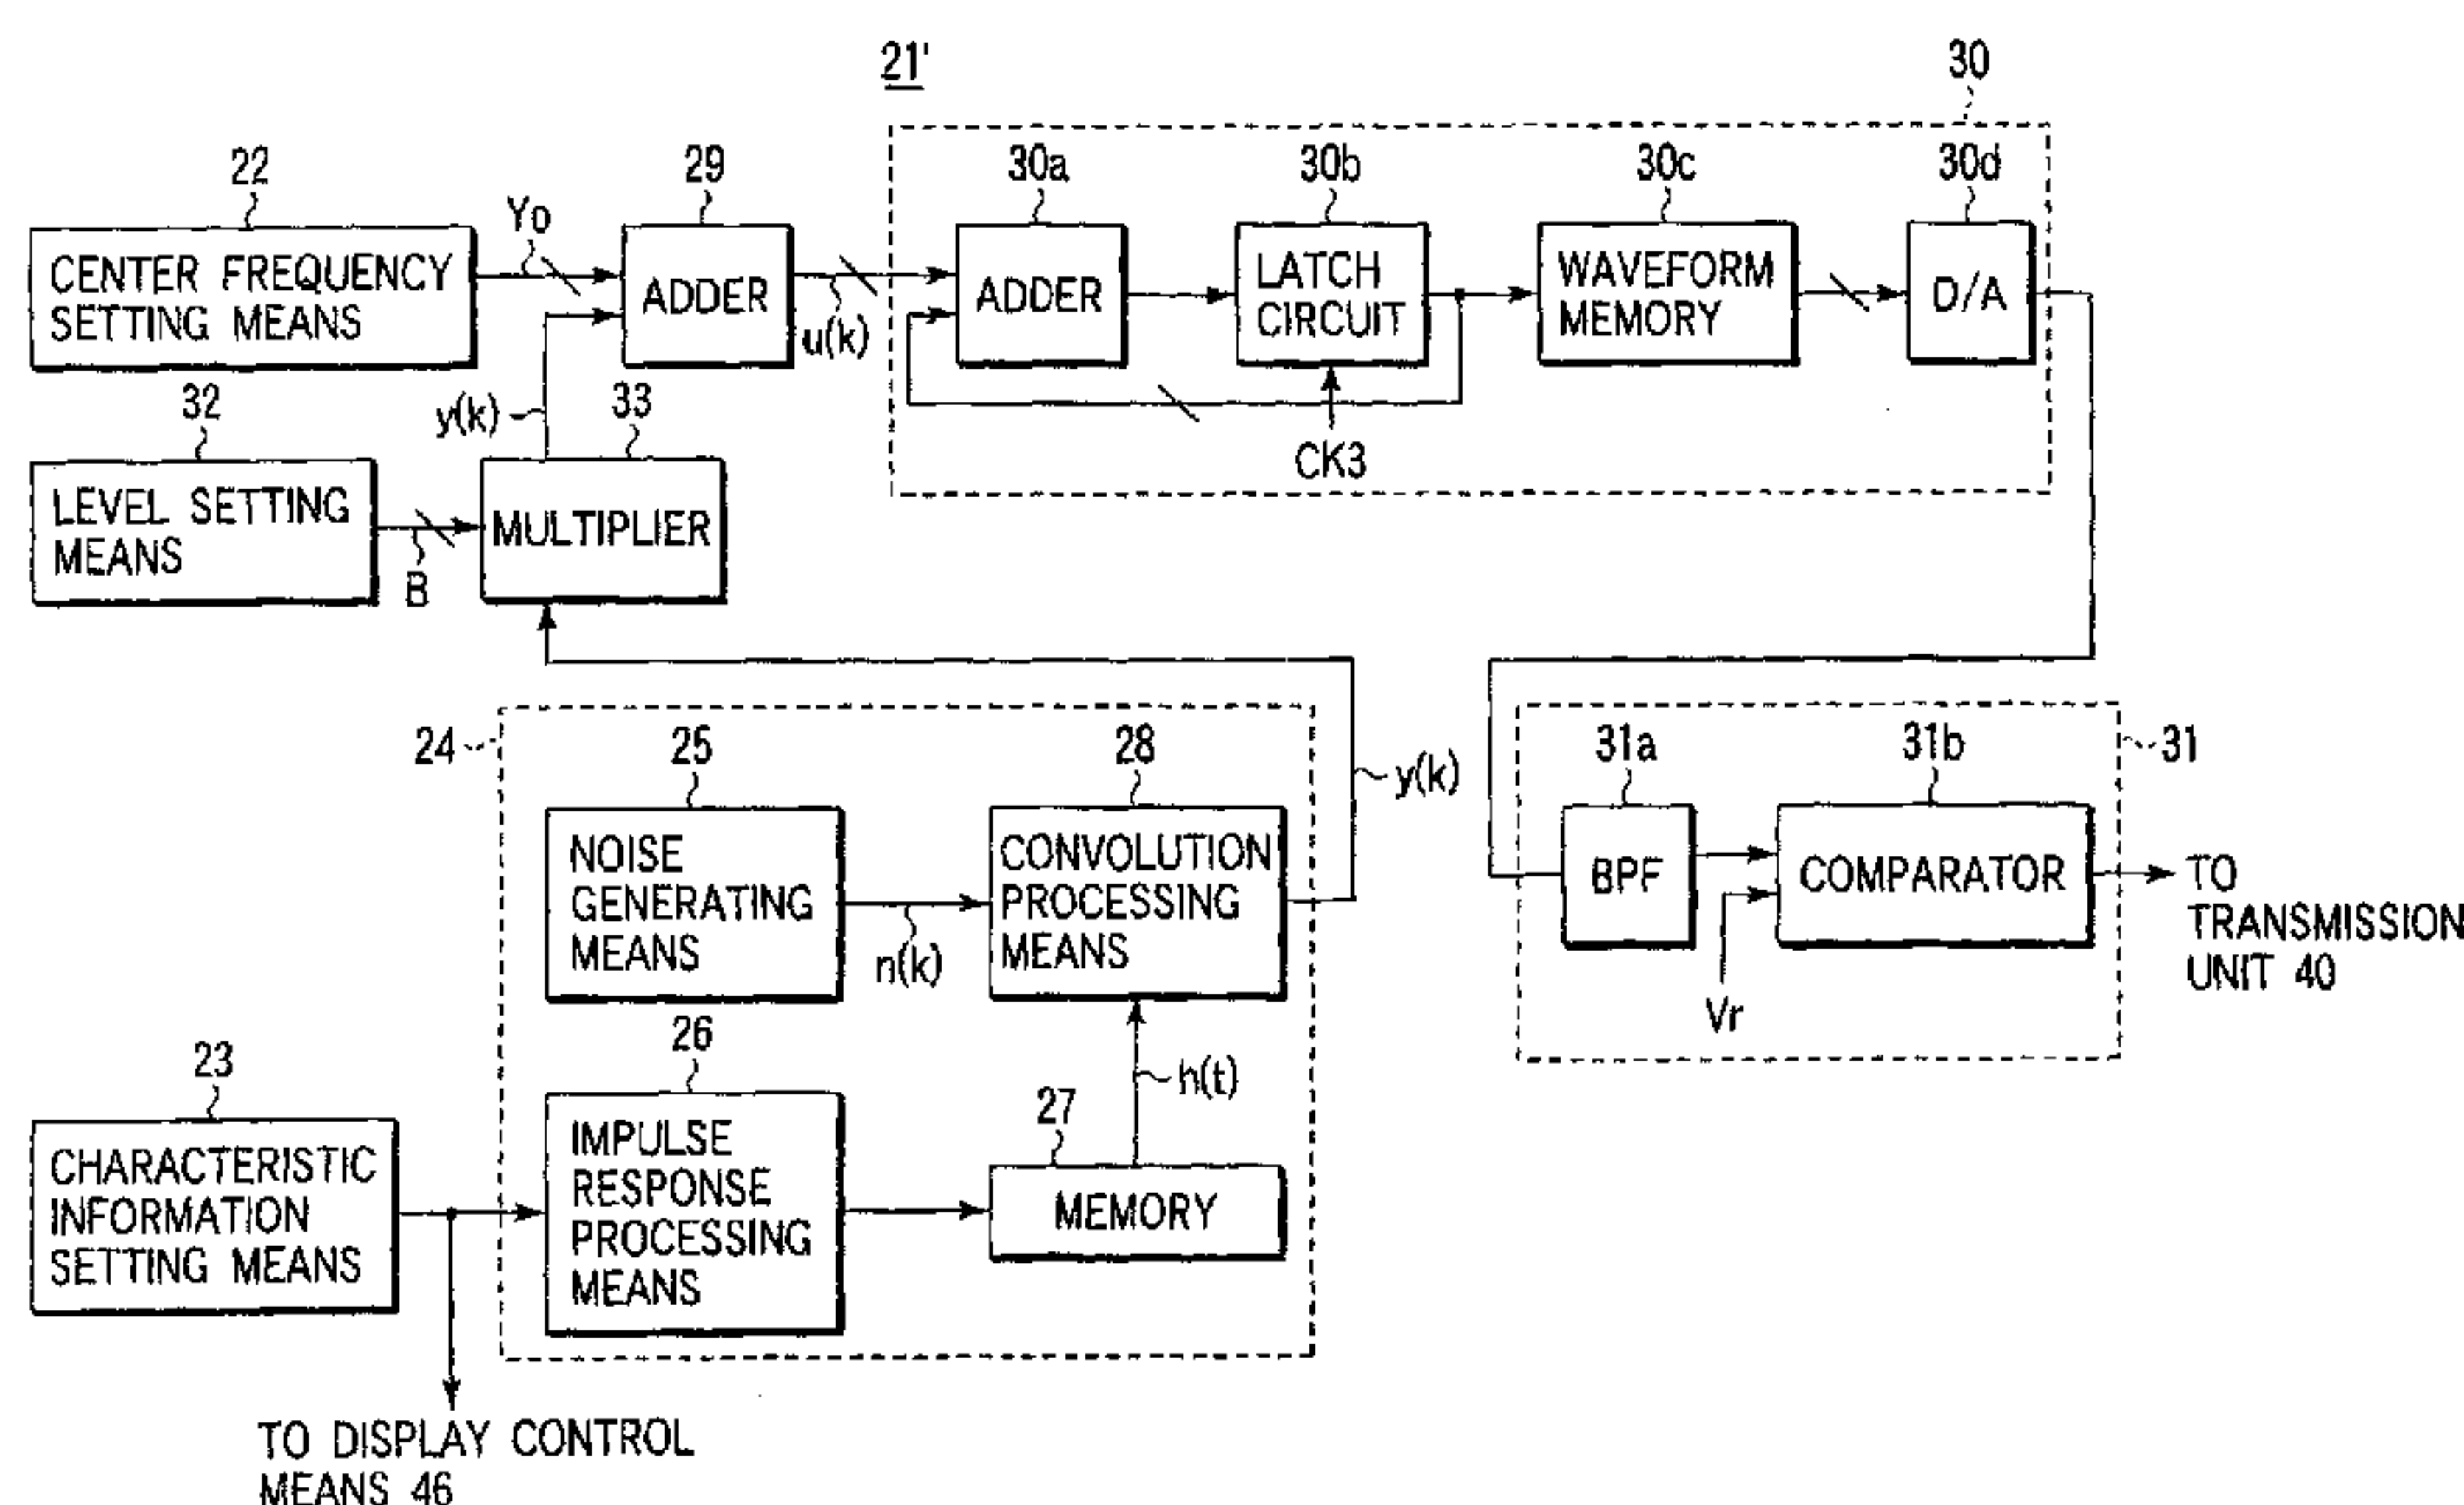 21'
30
22
29
30a
30b
30c
30d
CENTER FREQUENCY
SETTING MEANS
Yo
ADDER
u(k)
ADDER
LATCH
CIRCUIT
WAVEFORM
MEMORY
D/A
CK3
32
y(k)
33
LEVEL SETTING
MEANS
B
MULTIPLIER
24
25
28
y(k)
31a
31b
31
NOISE
GENERATING
MEANS
n(k)
CONVOLUTION
PROCESSING
MEANS
BPF
COMPARATOR
Vr
TO
TRANSMISSION
UNIT 40
23
26
27
h(t)
CHARACTERISTIC
INFORMATION
SETTING MEANS
IMPULSE
RESPONSE
PROCESSING
MEANS
MEMORY
TO DISPLAY CONTROL
MEANS 46